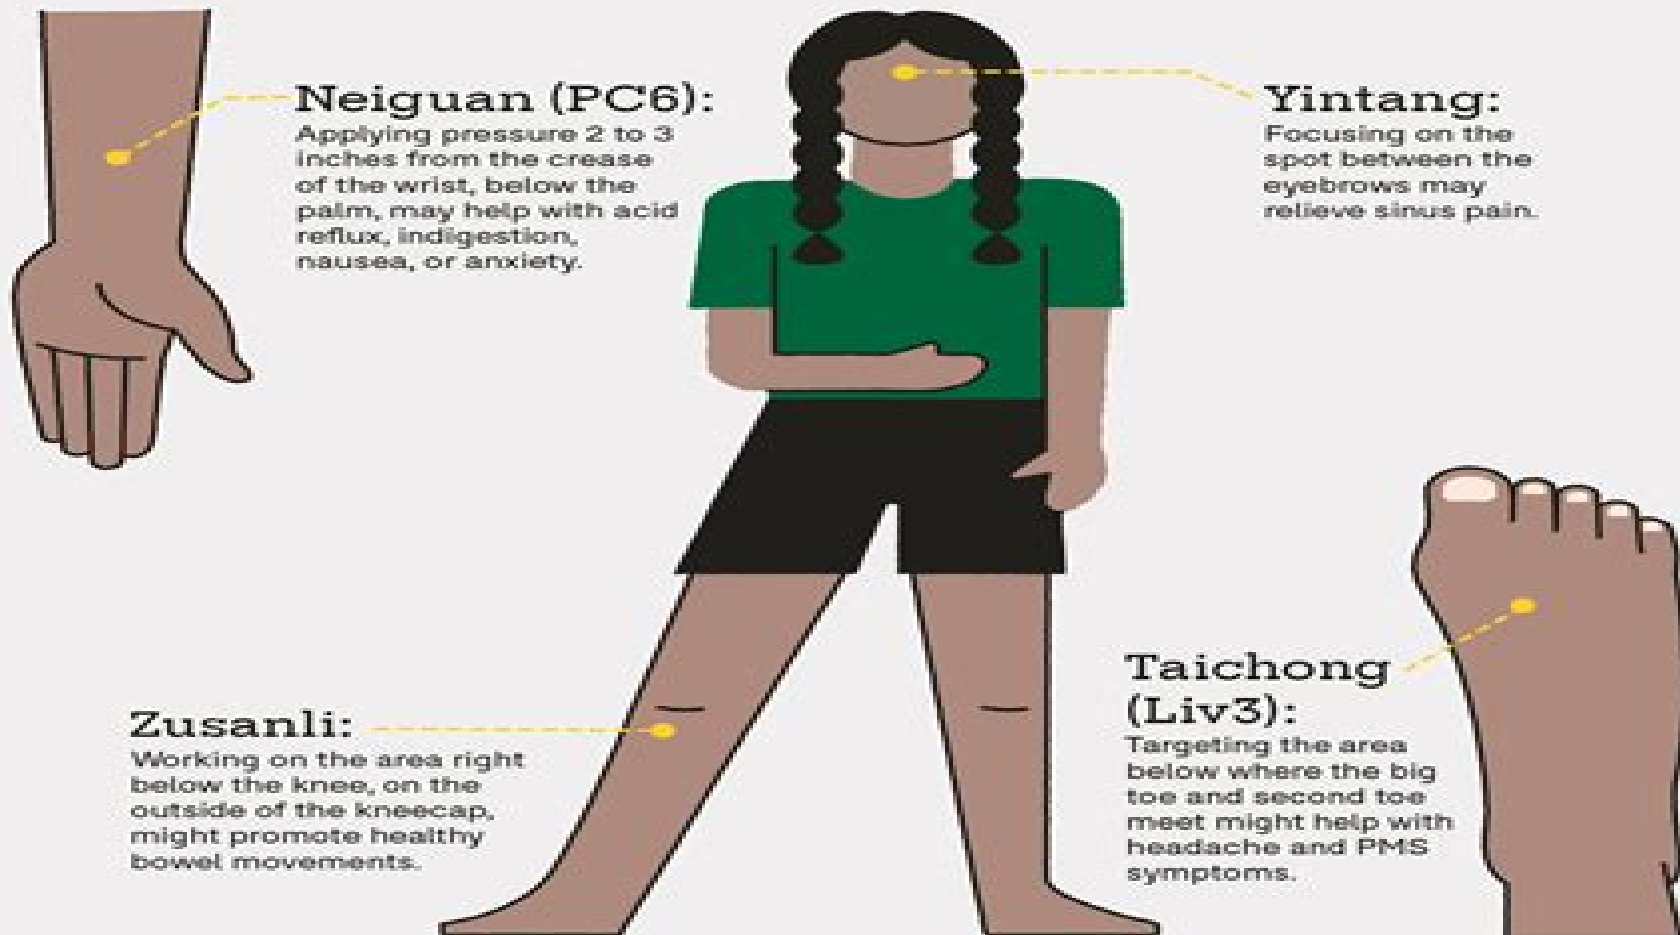 Neiguan (PC6):
Applying pressure 2 to 3
inches from the crease
of the wrist, below the
palm, may help with acid
reflux, indigestion,
nausea, or anxiety.
Yintang:
Focusing on the
spot between the
eyebrows may
relieve sinus pain.
Zusanli:
Working on the area right
below the knee, on the
outside of the kneecap,
might promote healthy
bowel movements.
Taichong
(Liv3):
Targeting the area
below where the big
toe and second toe
meet might help with
headache and PMS
symptoms.